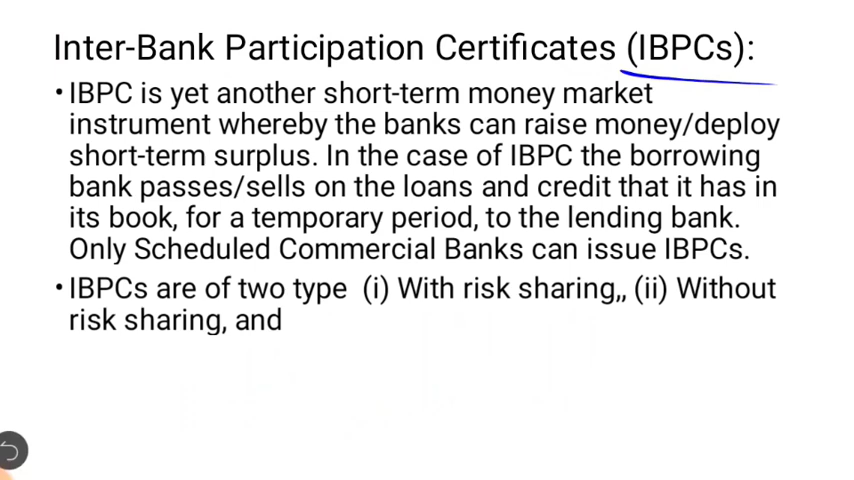 Inter-Bank Participation Certificates (IBPCs):
• IBPC is yet another short-term money market
instrument whereby the banks can raise money/deploy
short-term surplus. In the case of IBPC the borrowing
bank passes/sells on the loans and credit that it has in
its book, for a temporary period, to the lending bank.
Only Scheduled Commercial Banks can issue IBPCs.
• IBPCs are of two type (i) With risk sharing,, (ii) Without
risk sharing, and